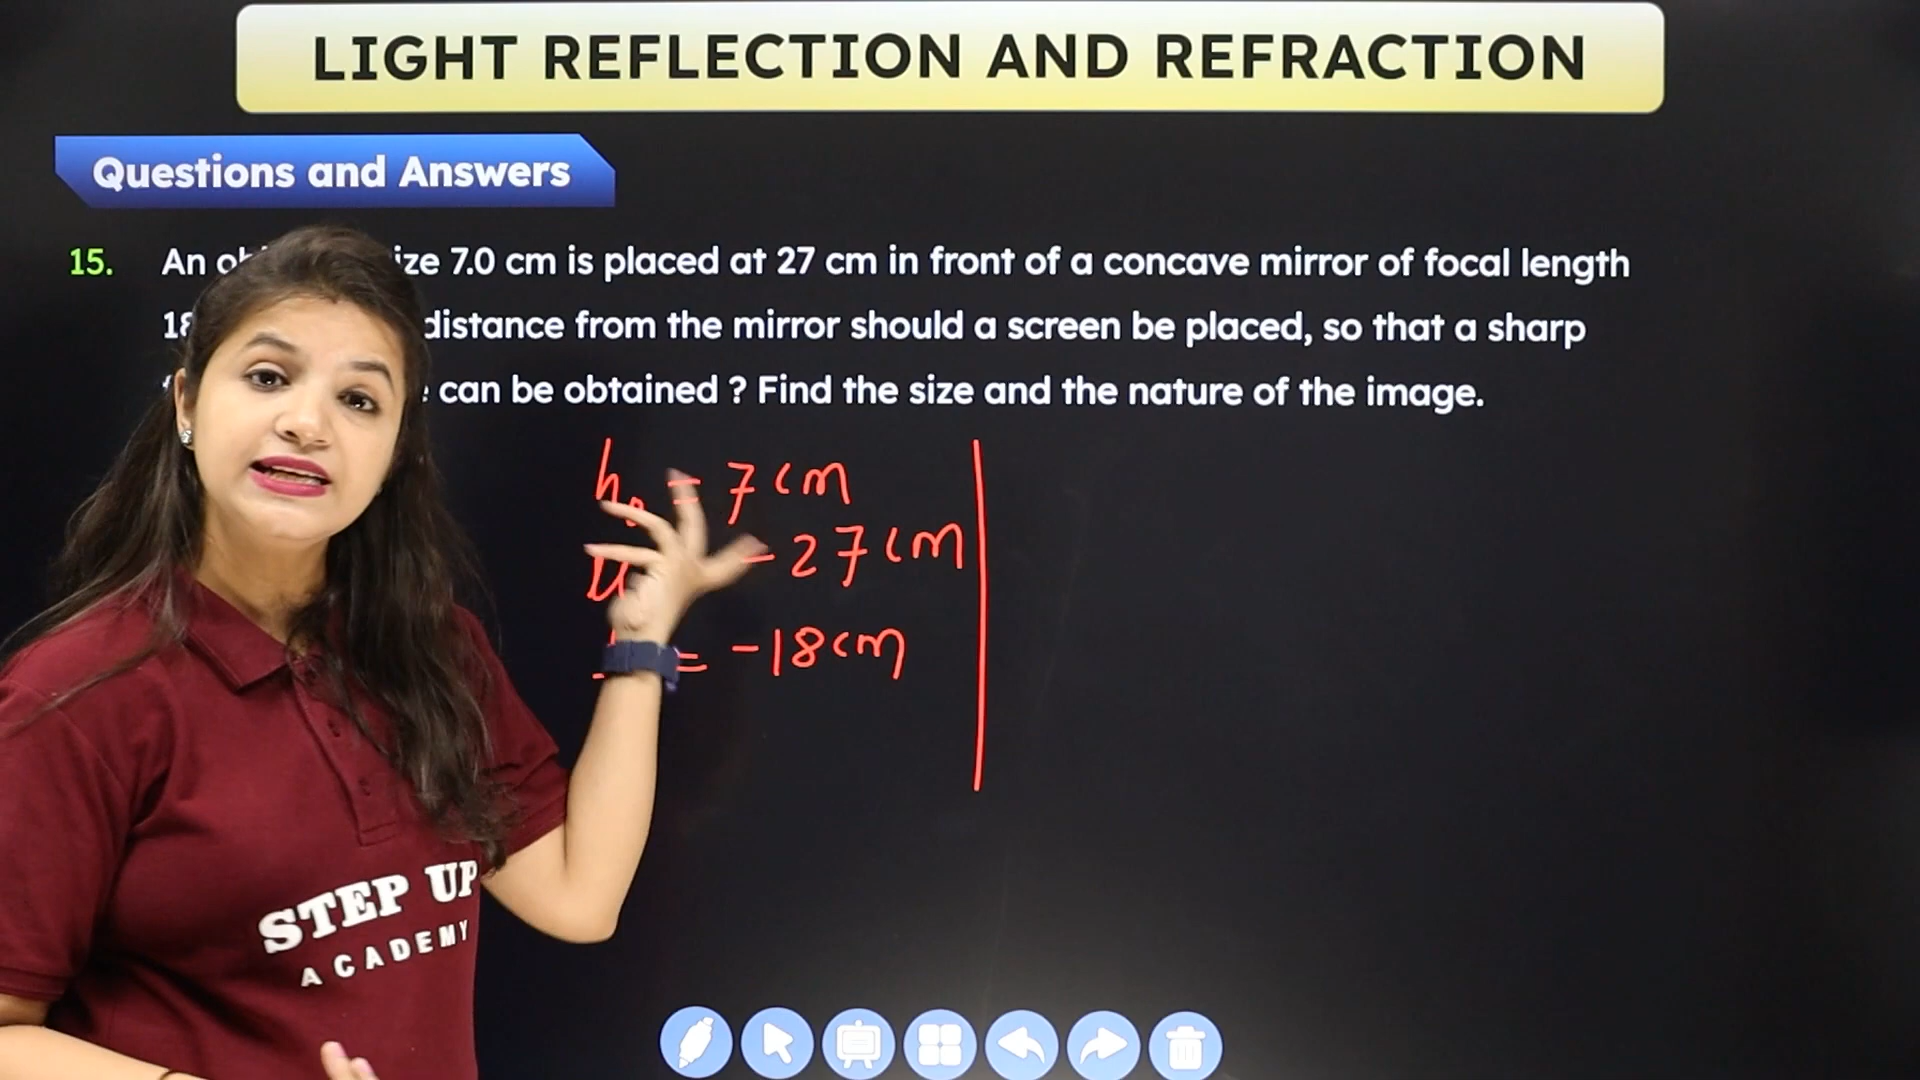 LIGHT REFLECTION AND REFRACTION
Questions and Answers
15. An ize 7.0 cm is placed at 27 cm in front of a concave mirror of focal length
18 distance from the mirror should a screen be placed, so that a sharp
can be obtained ? Find the size and the nature of the image.
h₀ = 7cm
u -27cm
= -18cm
STEP UP
ACADEMY